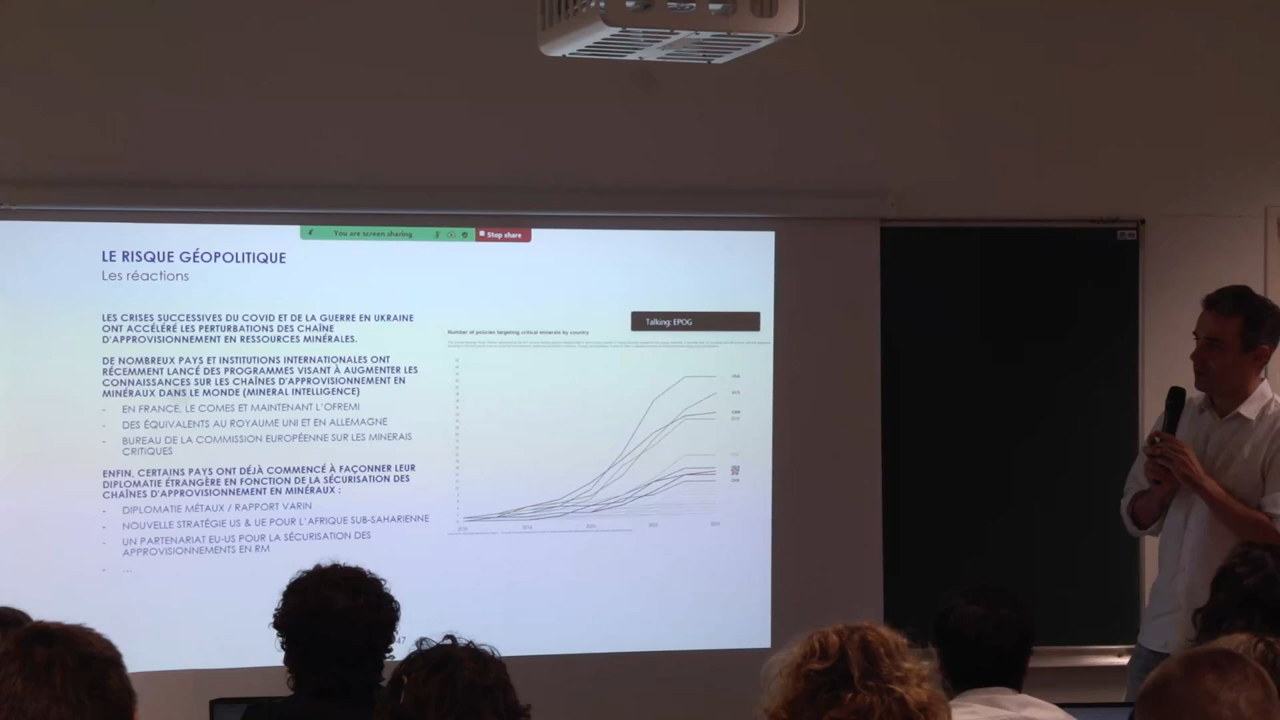 You are screen sharing
Stop share
LE RISQUE GÉOPOLITIQUE
Les réactions
LES CRISES SUCCESSIVES DU COVID ET DE LA GUERRE EN UKRAINE
ONT ACCÉLÉRÉ LES PERTURBATIONS DES CHAÎNE
D'APPROVISIONNEMENT EN RESSOURCES MINÉRALES.
DE NOMBREUX PAYS ET INSTITUTIONS INTERNATIONALES ONT
RÉCEMMENT LANCÉ DES PROGRAMMES VISANT À AUGMENTER LES
CONNAISSANCES SUR LES CHAÎNES D'APPROVISIONNEMENT EN
MINÉRAUX DANS LE MONDE (MINERAL INTELLIGENCE)
- EN FRANCE, LE COMES ET MAINTENANT L'OFREMI
- DES ÉQUIVALENTS AU ROYAUME UNI ET EN ALLEMAGNE
- BUREAU DE LA COMMISSION EUROPÉENNE SUR LES MINERAIS
CRITIQUES
ENFIN, CERTAINS PAYS ONT DÉJÀ COMMENCÉ À FAÇONNER LEUR
DIPLOMATIE ÉTRANGÈRE EN FONCTION DE LA SÉCURISATION DES
CHAÎNES D'APPROVISIONNEMENT EN MINÉRAUX :
- DIPLOMATIE MÉTAUX / RAPPORT VARIN
- NOUVELLE STRATÉGIE US & UE POUR L'AFRIQUE SUB-SAHARIENNE
- UN PARTENARIAT EU-US POUR LA SÉCURISATION DES
APPROVISIONNEMENTS EN RM
- ...
Talking: EPOG
Number of policies targeting critical minerals by country
47